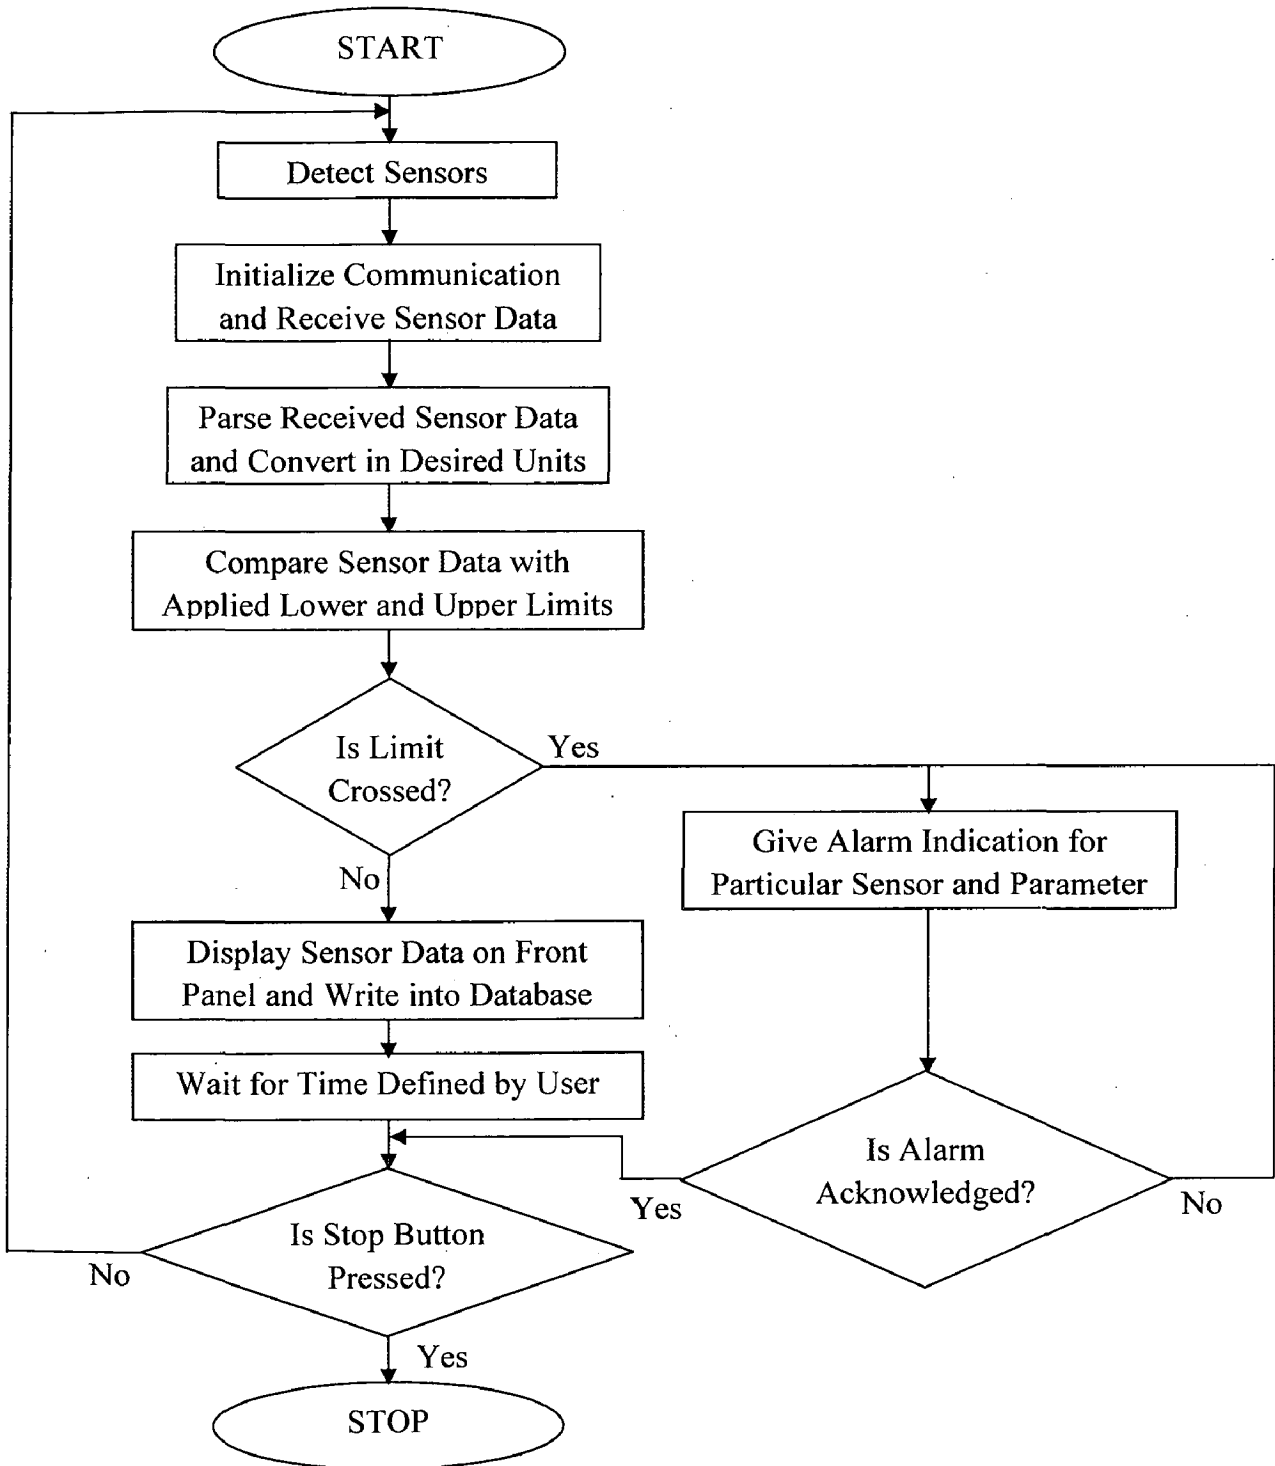 START
Detect Sensors
Initialize Communication
and Receive Sensor Data
Parse Received Sensor Data
and Convert in Desired Units
Compare Sensor Data with
Applied Lower and Upper Limits
Is Limit
Crossed?
Yes
No
Give Alarm Indication for
Particular Sensor and Parameter
Display Sensor Data on Front
Panel and Write into Database
Wait for Time Defined by User
Is Alarm
Acknowledged?
Yes
No
Is Stop Button
Pressed?
No
Yes
STOP